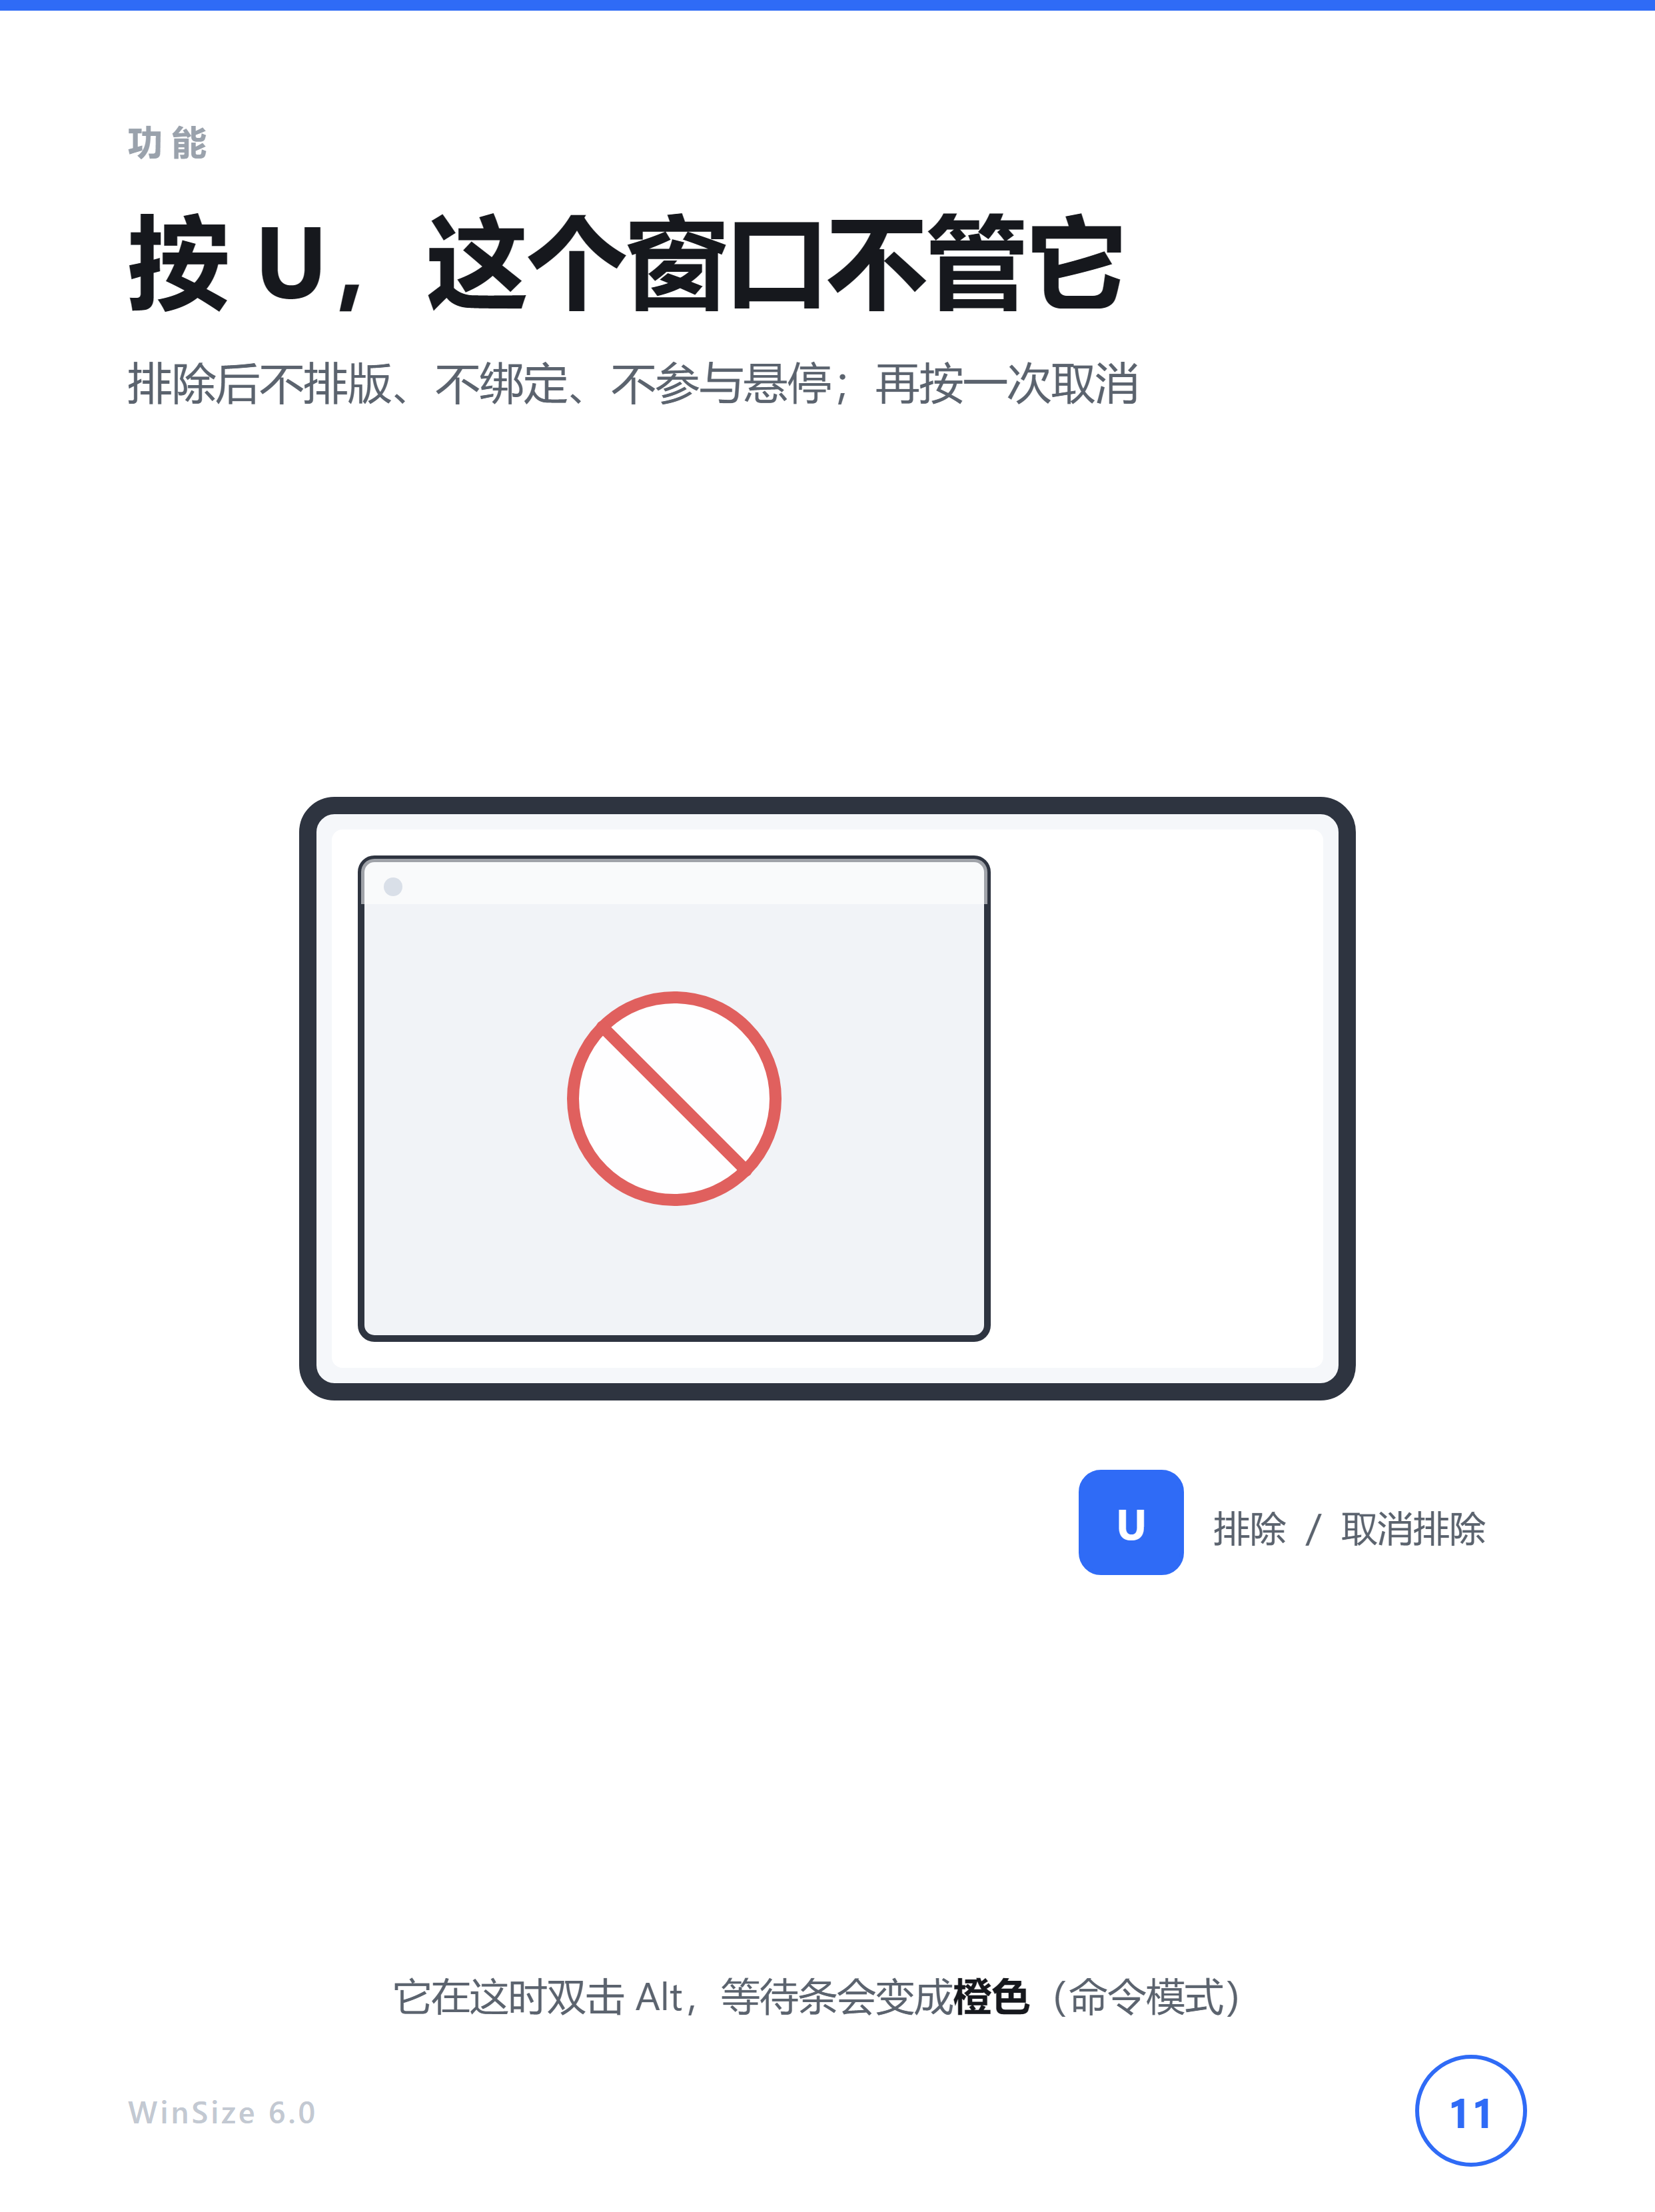 功能
按 U，这个窗口不管它
排除后不排版、不绑定、不参与悬停；再按一次取消
U 排除 / 取消排除
它在这时双击 Alt，等待条会变成橙色（命令模式）
WinSize 6.0
11